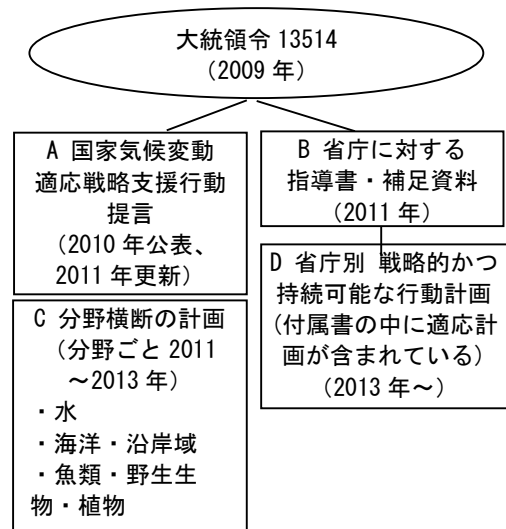 大統領令 13514
(2009 年)
A 国家気候変動
適応戦略支援行動
提言
(2010 年公表、
2011 年更新)
B 省庁に対する
指導書・補足資料
(2011 年)
C 分野横断の計画
(分野ごと 2011
～2013 年)
・水
・海洋・沿岸域
・魚類・野生生
物・植物
D 省庁別 戦略的かつ
持続可能な行動計画
(付属書の中に適応計
画が含まれている)
(2013 年～)